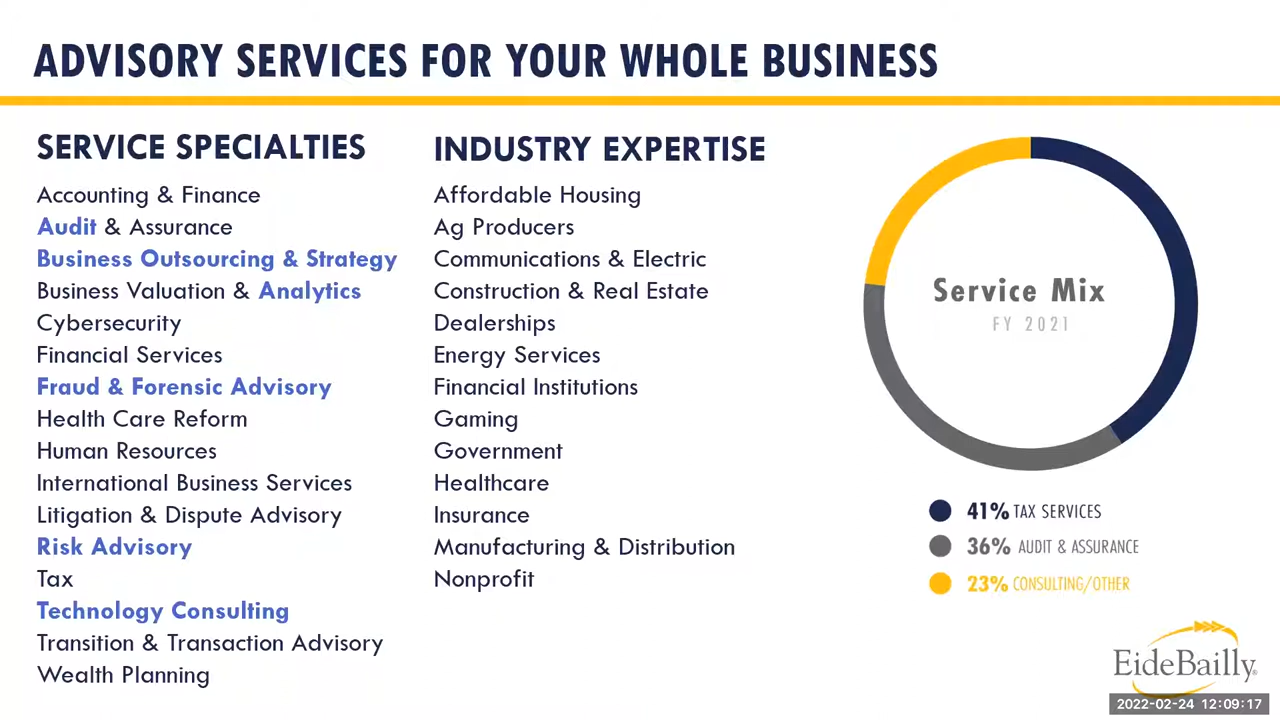 ADVISORY SERVICES FOR YOUR WHOLE BUSINESS
SERVICE SPECIALTIES
Accounting & Finance
Audit & Assurance
Business Outsourcing & Strategy
Business Valuation & Analytics
Cybersecurity
Financial Services
Fraud & Forensic Advisory
Health Care Reform
Human Resources
International Business Services
Litigation & Dispute Advisory
Risk Advisory
Tax
Technology Consulting
Transition & Transaction Advisory
Wealth Planning
INDUSTRY EXPERTISE
Affordable Housing
Ag Producers
Communications & Electric
Construction & Real Estate
Dealerships
Energy Services
Financial Institutions
Gaming
Government
Healthcare
Insurance
Manufacturing & Distribution
Nonprofit
Service Mix
FY 2021
41% TAX SERVICES
36% AUDIT & ASSURANCE
23% CONSULTING/OTHER
EideBailly®
2022-02-24 12:09:17